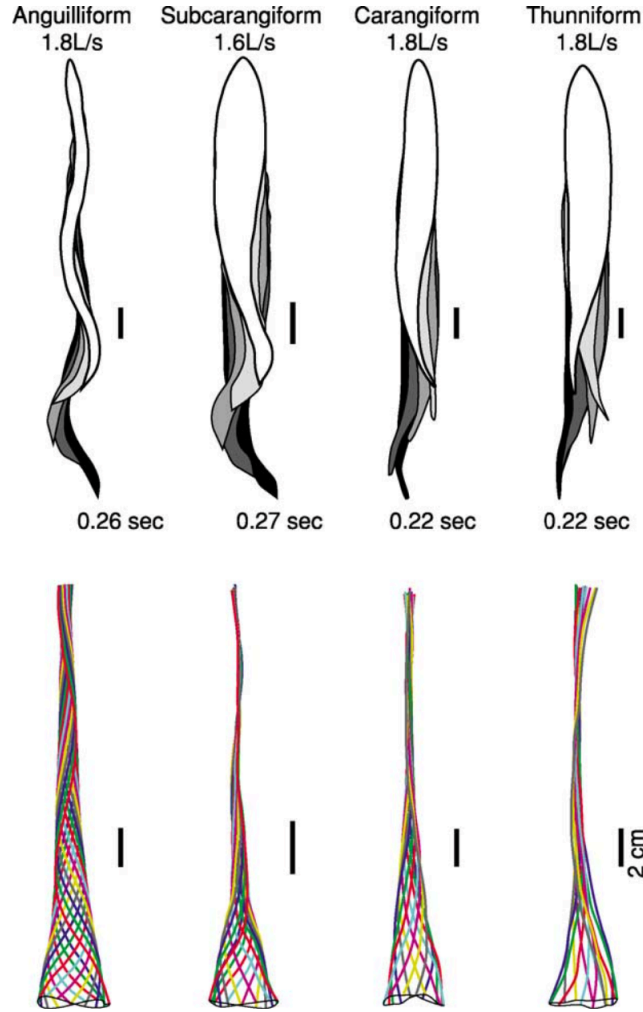 Anguilliform Subcarangiform Carangiform Thunniform
1.8L/s 1.6L/s 1.8L/s 1.8L/s
0.26 sec 0.27 sec 0.22 sec 0.22 sec
2 cm